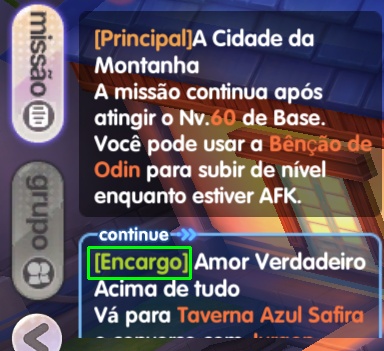 missão
grupo
[Principal]A Cidade da
Montanha
A missão continua após
atingir o Nv.60 de Base.
Você pode usar a Bênção de
Odin para subir de nível
enquanto estiver AFK.
continue
[Encargo] Amor Verdadeiro
Acima de tudo
Vá para Taverna Azul Safira